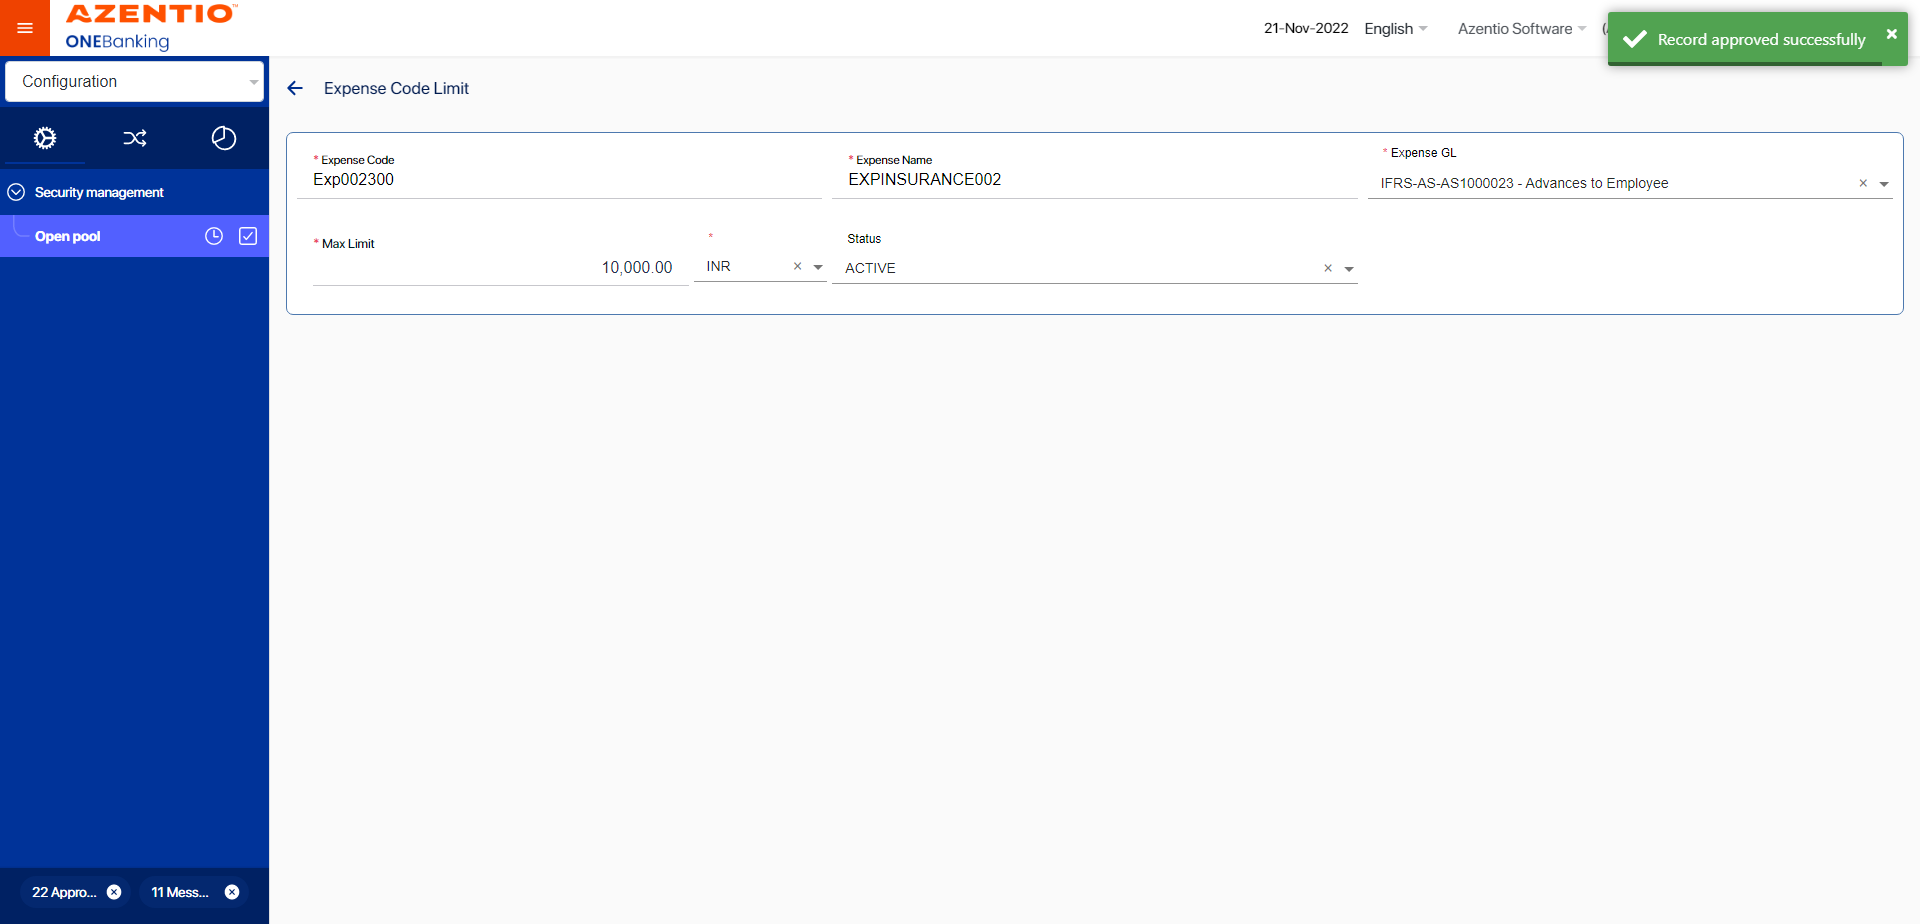 AZENTIO™
ONEBanking
21-Nov-2022
English
Azentio Software
(
Record approved successfully
Configuration
Expense Code Limit
Security management
Open pool
* Expense Code
Exp002300
* Expense Name
EXPINSURANCE002
* Expense GL
IFRS-AS-AS1000023 - Advances to Employee
* Max Limit
10,000.00
*
INR
Status
ACTIVE
22 Appro...
11 Mess...